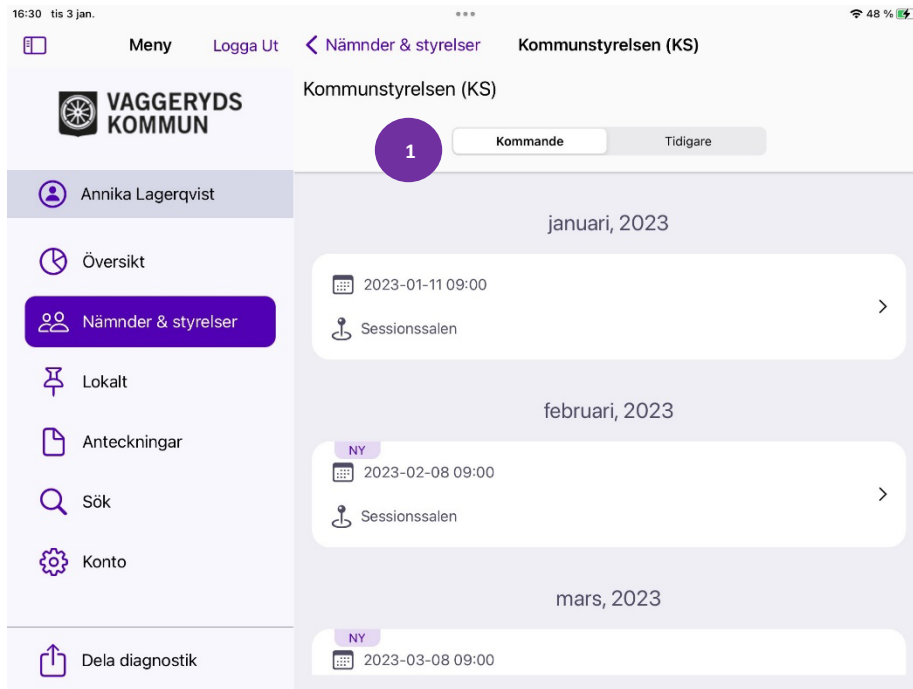 16:30 tis 3 jan.
48 %
Meny
Logga Ut
VAGGERYDS
KOMMUN
Annika Lagerqvist
Översikt
Nämnder & styrelser
Lokalt
Anteckningar
Sök
Konto
Dela diagnostik
Nämnder & styrelser
Kommunstyrelsen (KS)
Kommunstyrelsen (KS)
1
Kommande
Tidigare
januari, 2023
2023-01-11 09:00
Sessionssalen
februari, 2023
NY
2023-02-08 09:00
Sessionssalen
mars, 2023
NY
2023-03-08 09:00